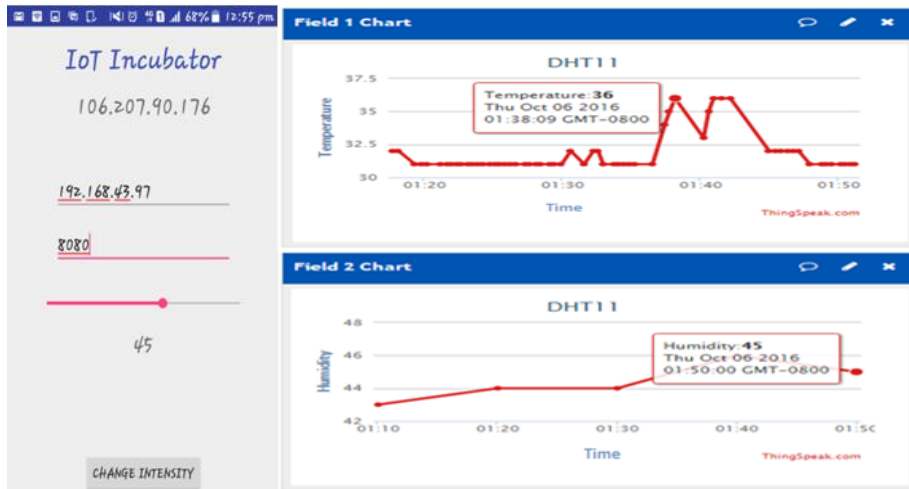 68% 12:55 pm
IoT Incubator
106.207.90.176
192.168.43.97
8080
45
CHANGE INTENSITY
Field 1 Chart
DHT11
37.5
35
32.5
30
Temperature
Temperature:36
Thu Oct 06 2016
01:38:09 GMT-0800
01:20 01:30 01:40 01:50
Time
ThingSpeak.com
Field 2 Chart
DHT11
48
46
44
42
Humidity
Humidity:45
Thu Oct 06 2016
01:50:00 GMT-0800
01:10 01:20 01:30 01:40
Time
ThingSpeak.com